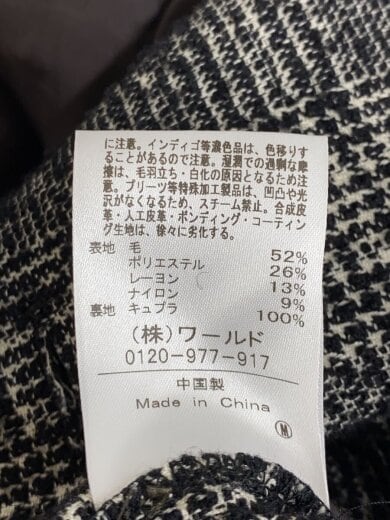 に注意。インディゴ等濃色品は、色移りす
ることがあるので注意。湿潤での過剰な摩
擦は、毛羽立ち・白化の原因となるため注
意。プリーツ等特殊加工製品は、凹凸や光
沢がなくなるため、スチーム禁止。合成皮
革・人工皮革・ボンディング・コーティン
グ生地は、徐々に劣化する。
表地 毛 52%
ポリエステル 26%
レーヨン 13%
ナイロン 9%
裏地 キュプラ 100%
(株)ワールド
0120-977-917
中国製
Made in China
M